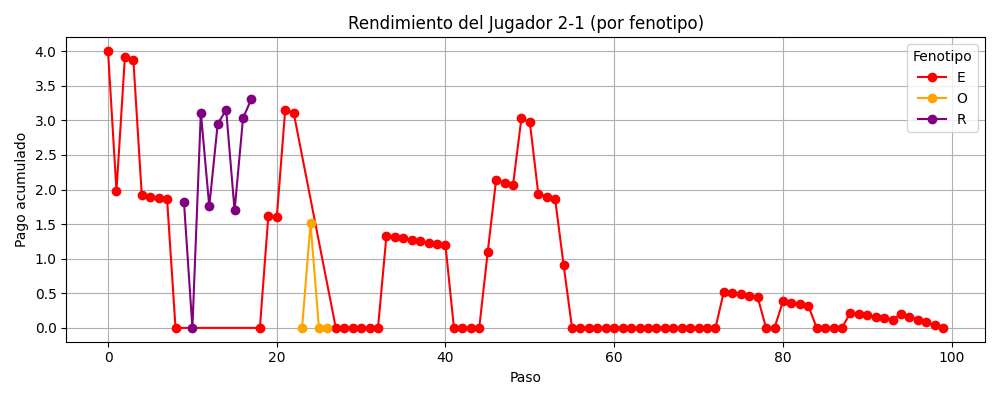 Rendimiento del Jugador 2-1 (por fenotipo)
Pago acumulado
4.0
3.5
3.0
2.5
2.0
1.5
1.0
0.5
0.0
Fenotipo
E
O
R
0
20
40
60
80
100
Paso